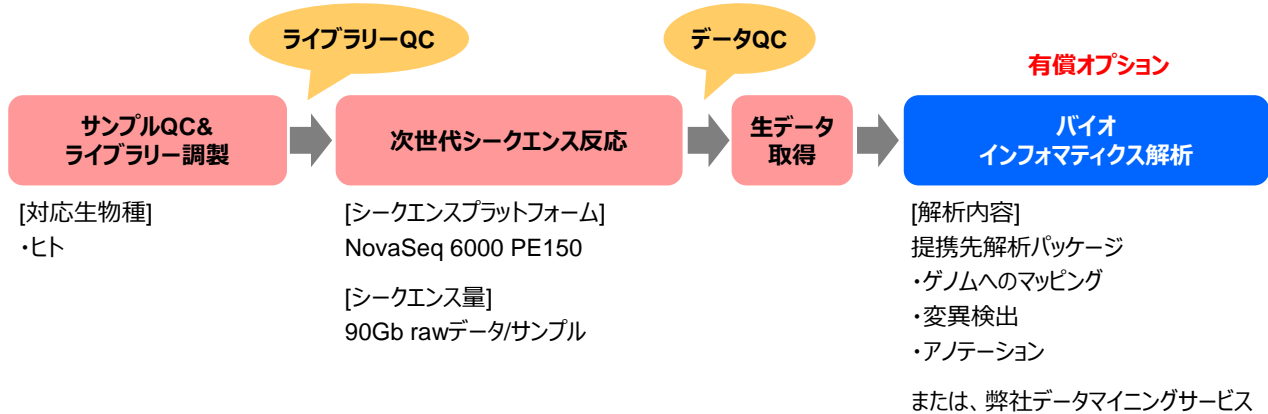 ライブラリーQC
データQC
有償オプション
サンプルQC&
ライブラリー調製
次世代シークエンス反応
生データ
取得
バイオ
インフォマティクス解析
[対応生物種]
・ヒト
[シークエンスプラットフォーム]
NovaSeq 6000 PE150
[シークエンス量]
90Gb rawデータ/サンプル
[解析内容]
提携先解析パッケージ
・ゲノムへのマッピング
・変異検出
・アノテーション
または、弊社データマイニングサービス